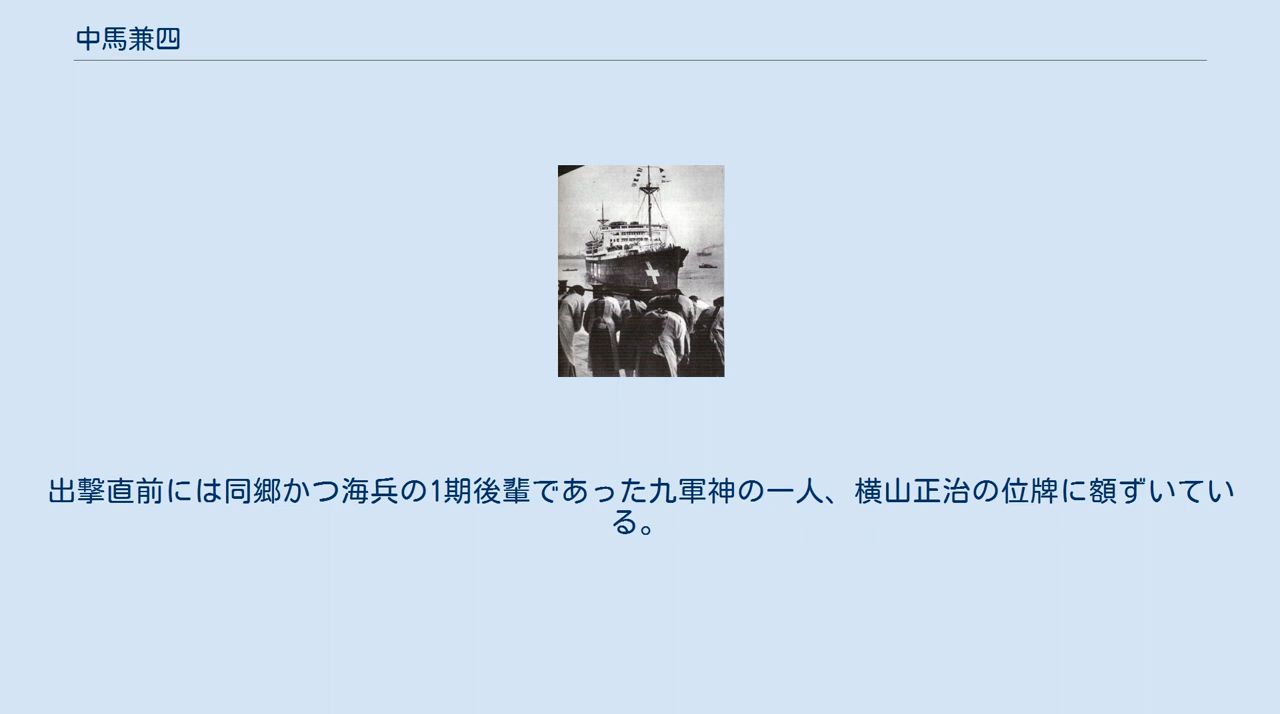 中馬兼四
出撃直前には同郷かつ海兵の1期後輩であった九軍神の一人、横山正治の位牌に額ずいてい
る。